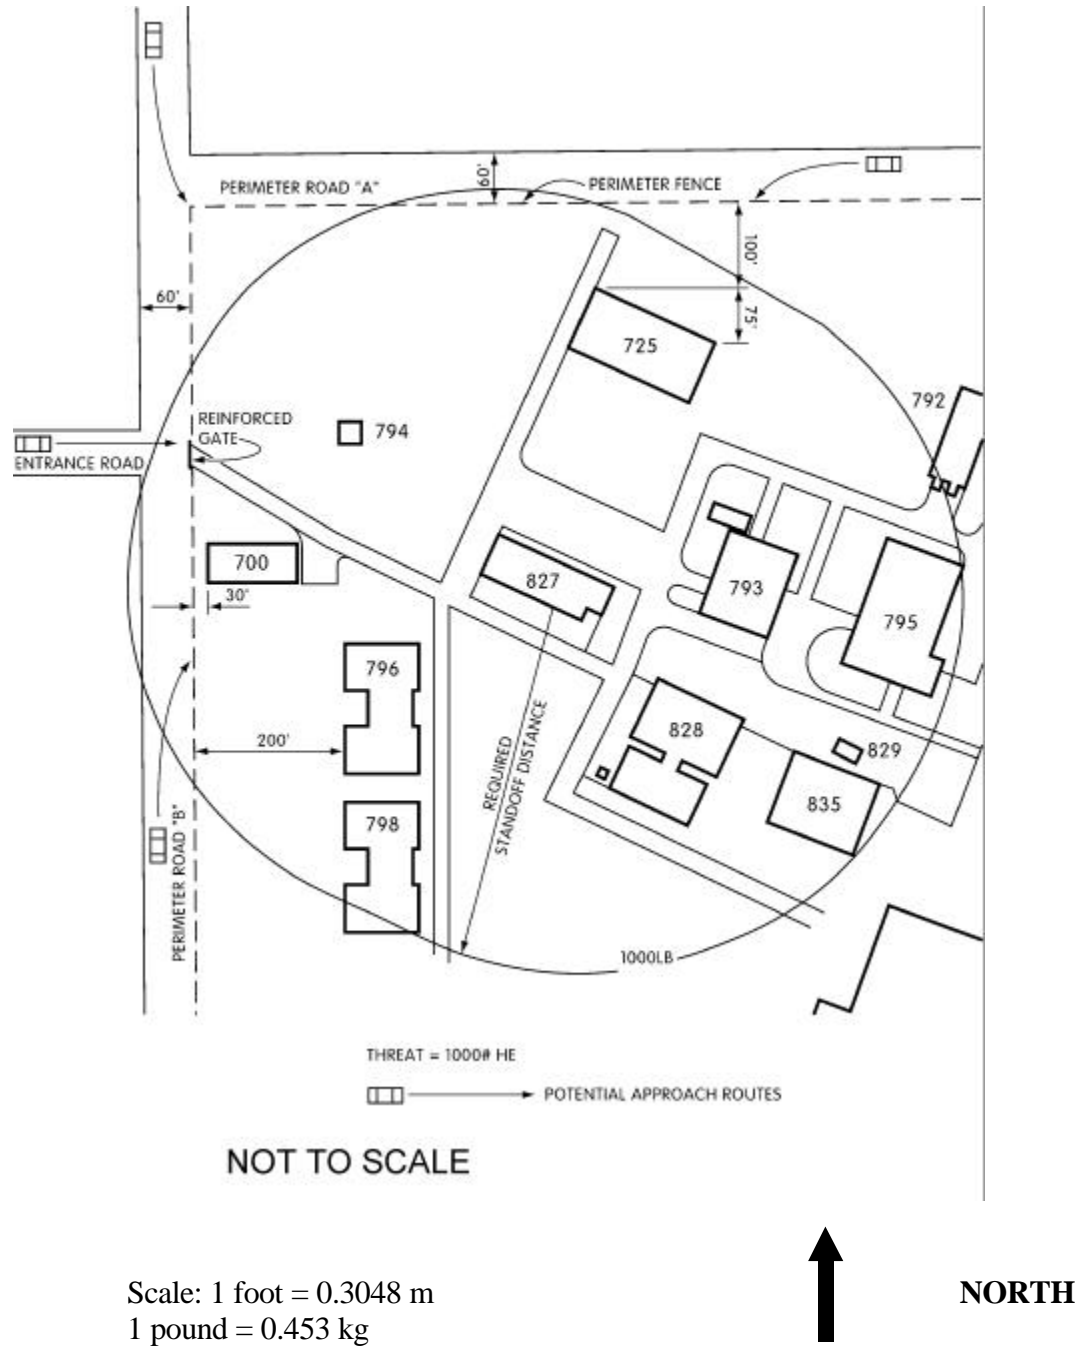 PERIMETER ROAD "A"
60'
PERIMETER FENCE
100'
60'
75'
725
792
REINFORCED
GATE
794
ENTRANCE ROAD
700
827
793
30'
795
796
REQUIRED
STANDOFF DISTANCE
200'
828
829
835
798
PERIMETER ROAD "B"
1000LB
THREAT = 1000# HE
POTENTIAL APPROACH ROUTES
NOT TO SCALE
Scale: 1 foot = 0.3048 m
NORTH
1 pound = 0.453 kg